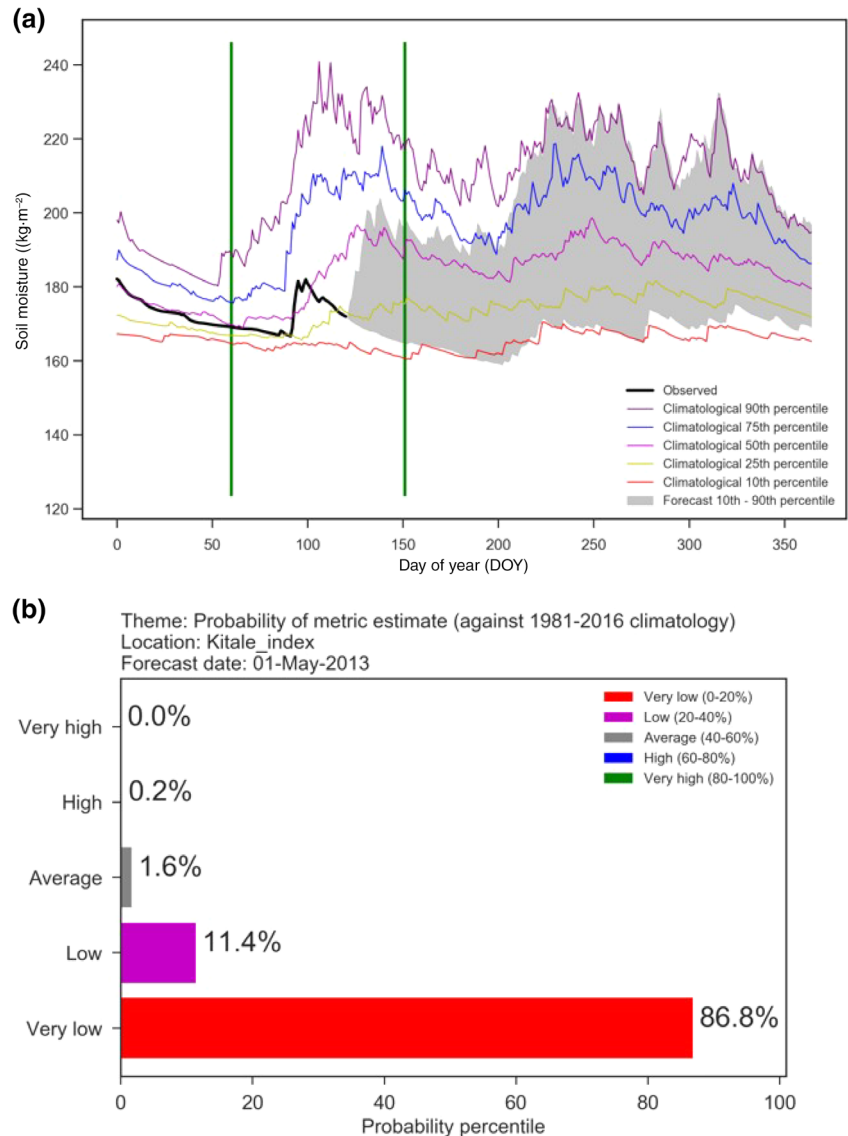 (a)
240
220
200
180
160
140
120
Soil moisture ((kg·m⁻²)
Observed
Climatological 90th percentile
Climatological 75th percentile
Climatological 50th percentile
Climatological 25th percentile
Climatological 10th percentile
Forecast 10th - 90th percentile
0 50 100 150 200 250 300 350
Day of year (DOY)
(b)
Theme: Probability of metric estimate (against 1981-2016 climatology)
Location: Kitale_index
Forecast date: 01-May-2013
Very low (0-20%)
Low (20-40%)
Average (40-60%)
High (60-80%)
Very high (80-100%)
Very high 0.0%
High 0.2%
Average 1.6%
Low 11.4%
Very low 86.8%
0 20 40 60 80 100
Probability percentile